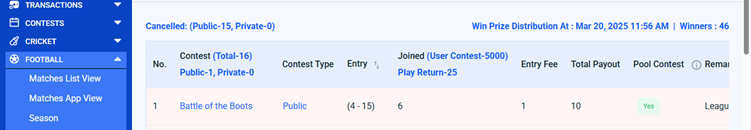 TRANSACTIONS
CONTESTS
CRICKET
FOOTBALL
Matches List View
Matches App View
Season
Cancelled: (Public-15, Private-0)
Win Prize Distribution At : Mar 20, 2025 11:56 AM | Winners : 46
No.
Contest (Total-16)
Public-1, Private-0
Contest Type
Entry
Joined (User Contest-5000)
Play Return-25
Entry Fee
Total Payout
Pool Contest
Remar
1
Battle of the Boots
Public
(4 - 15)
6
1
10
Yes
Leagu